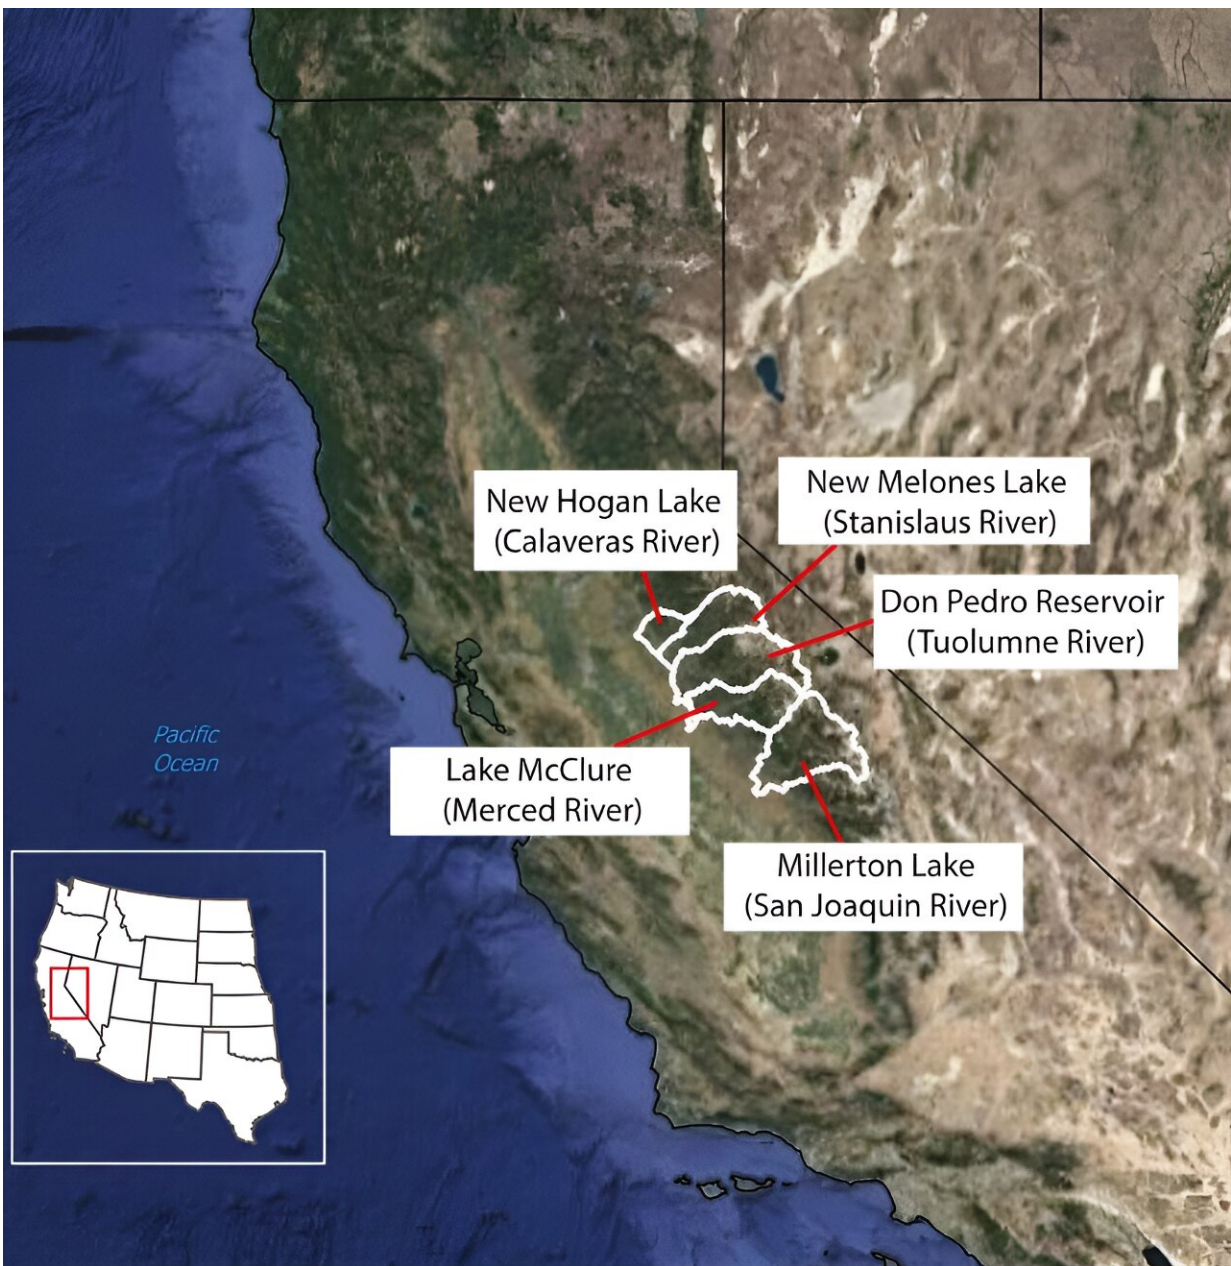 New Hogan Lake
(Calaveras River)
New Melones Lake
(Stanislaus River)
Don Pedro Reservoir
(Tuolumne River)
Pacific
Ocean
Lake McClure
(Merced River)
Millerton Lake
(San Joaquin River)